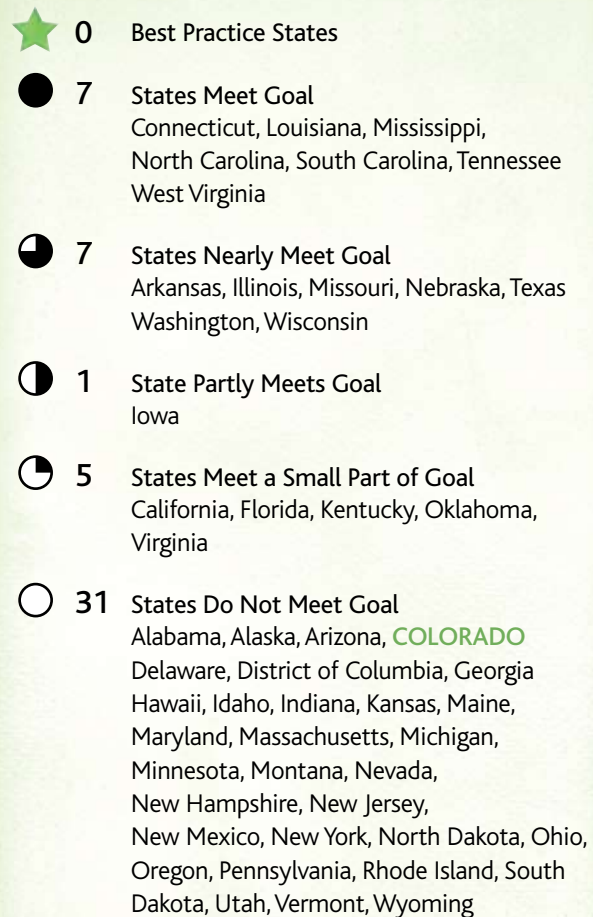 0 Best Practice States
7 States Meet Goal
Connecticut, Louisiana, Mississippi,
North Carolina, South Carolina, Tennessee
West Virginia
7 States Nearly Meet Goal
Arkansas, Illinois, Missouri, Nebraska, Texas
Washington, Wisconsin
1 State Partly Meets Goal
Iowa
5 States Meet a Small Part of Goal
California, Florida, Kentucky, Oklahoma,
Virginia
31 States Do Not Meet Goal
Alabama, Alaska, Arizona, COLORADO
Delaware, District of Columbia, Georgia
Hawaii, Idaho, Indiana, Kansas, Maine,
Maryland, Massachusetts, Michigan,
Minnesota, Montana, Nevada,
New Hampshire, New Jersey,
New Mexico, New York, North Dakota, Ohio,
Oregon, Pennsylvania, Rhode Island, South
Dakota, Utah, Vermont, Wyoming